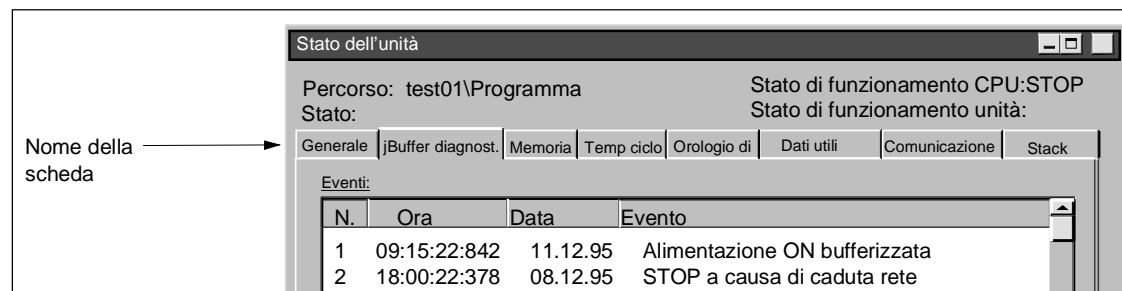 Stato dell'unità
Percorso: test01\Programma
Stato di funzionamento CPU:STOP
Stato:
Stato di funzionamento unità:
Nome della
scheda
Generale jBuffer diagnost. Memoria Temp ciclo Orologio di Dati utili Comunicazione Stack
Eventi:
N. Ora Data Evento
1 09:15:22:842 11.12.95 Alimentazione ON bufferizzata
2 18:00:22:378 08.12.95 STOP a causa di caduta rete